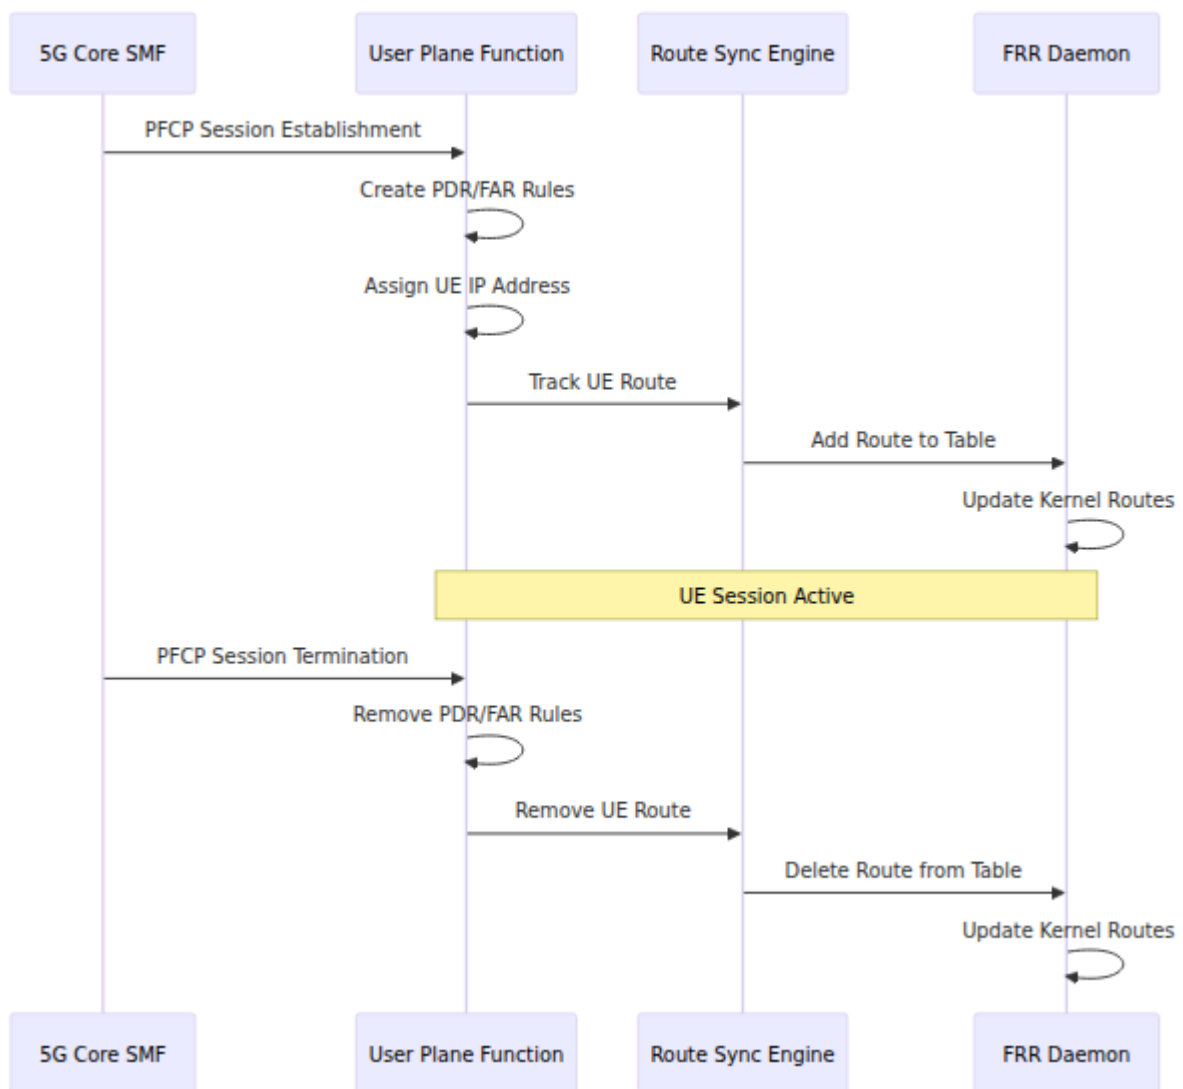 5G Core SMF
User Plane Function
Route Sync Engine
FRR Daemon
PFCP Session Establishment
Create PDR/FAR Rules
Assign UE IP Address
Track UE Route
Add Route to Table
Update Kernel Routes
UE Session Active
PFCP Session Termination
Remove PDR/FAR Rules
Remove UE Route
Delete Route from Table
Update Kernel Routes
5G Core SMF
User Plane Function
Route Sync Engine
FRR Daemon